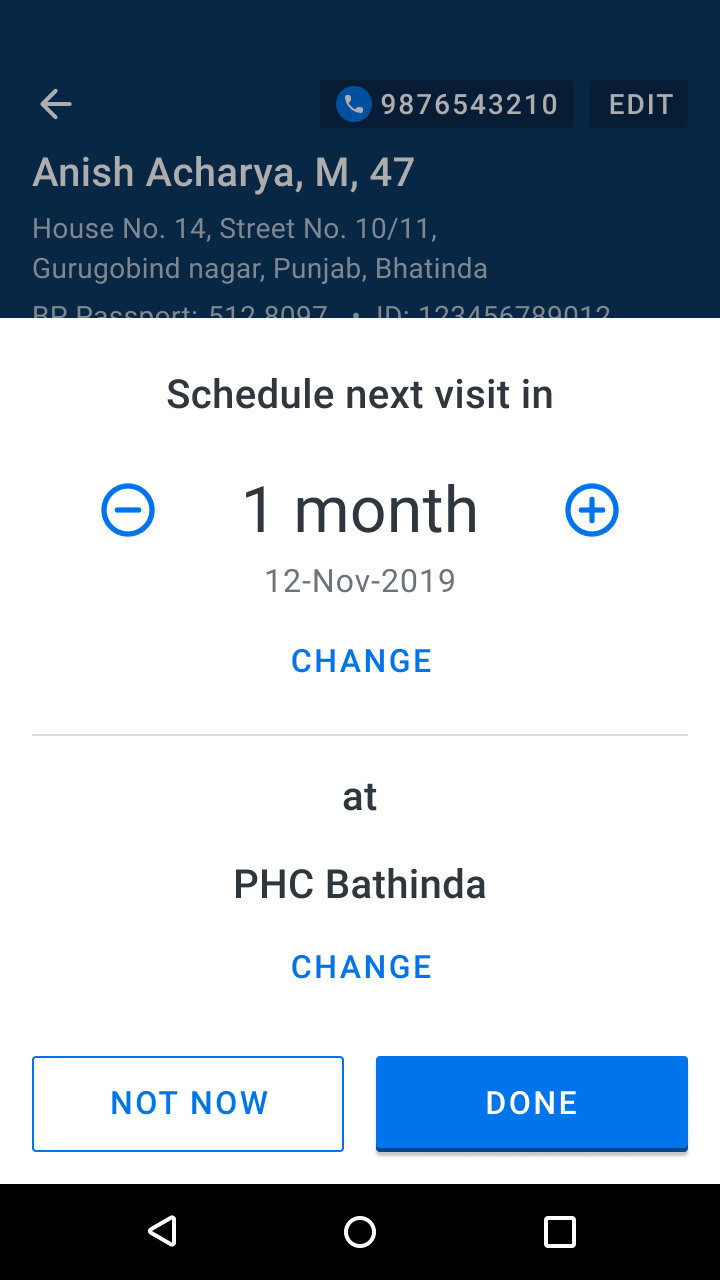 9876543210 EDIT
Anish Acharya, M, 47
House No. 14, Street No. 10/11,
Gurugobind nagar, Punjab, Bhatinda
BP Passport: 512 8097 • ID: 123456789012
Schedule next visit in
1 month
12-Nov-2019
CHANGE
at
PHC Bathinda
CHANGE
NOT NOW DONE